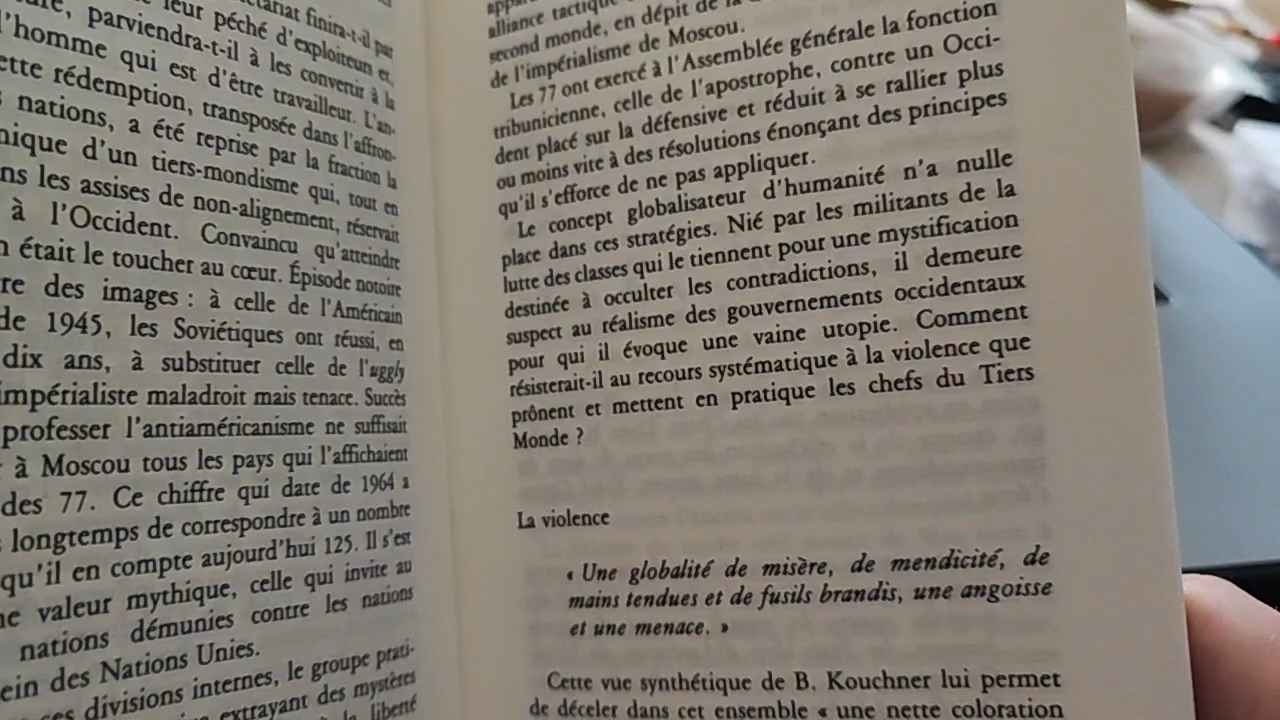 finira-t-il par
leur péché d'exploiteurs et,
parviendra-t-il à les convertir à la
l'homme qui est d'être travailleur. L'an-
ette rédemption, transposée dans l'affron-
nations, a été reprise par la fraction la
nique d'un tiers-mondisme qui, tout en
ns les assises de non-alignement, réservait
à l'Occident. Convaincu qu'atteindre
n était le toucher au cœur. Épisode notoire
re des images : à celle de l'Américain
de 1945, les Soviétiques ont réussi, en
dix ans, à substituer celle de l'uggly
impérialiste maladroit mais tenace. Succès
professer l'antiaméricanisme ne suffisait
à Moscou tous les pays qui l'affichaient
des 77. Ce chiffre qui date de 1964 a
longtemps de correspondre à un nombre
qu'il en compte aujourd'hui 125. Il s'est
ne valeur mythique, celle qui invite au
nations démunies contre les nations
ein des Nations Unies.
ses divisions internes, le groupe prati-
extrayant des mystères
la liberté
alliance tactique
second monde, en dépit de la
de l'impérialisme de Moscou.
Les 77 ont exercé à l'Assemblée générale la fonction
tribunicienne, celle de l'apostrophe, contre un Occi-
dent placé sur la défensive et réduit à se rallier plus
ou moins vite à des résolutions énonçant des principes
qu'il s'efforce de ne pas appliquer.
Le concept globalisateur d'humanité n'a nulle
place dans ces stratégies. Nié par les militants de la
lutte des classes qui le tiennent pour une mystification
destinée à occulter les contradictions, il demeure
suspect au réalisme des gouvernements occidentaux
pour qui il évoque une vaine utopie. Comment
résisterait-il au recours systématique à la violence que
prônent et mettent en pratique les chefs du Tiers
Monde ?
La violence
« Une globalité de misère, de mendicité, de
mains tendues et de fusils brandis, une angoisse
et une menace. »
Cette vue synthétique de B. Kouchner lui permet
de déceler dans cet ensemble « une nette coloration